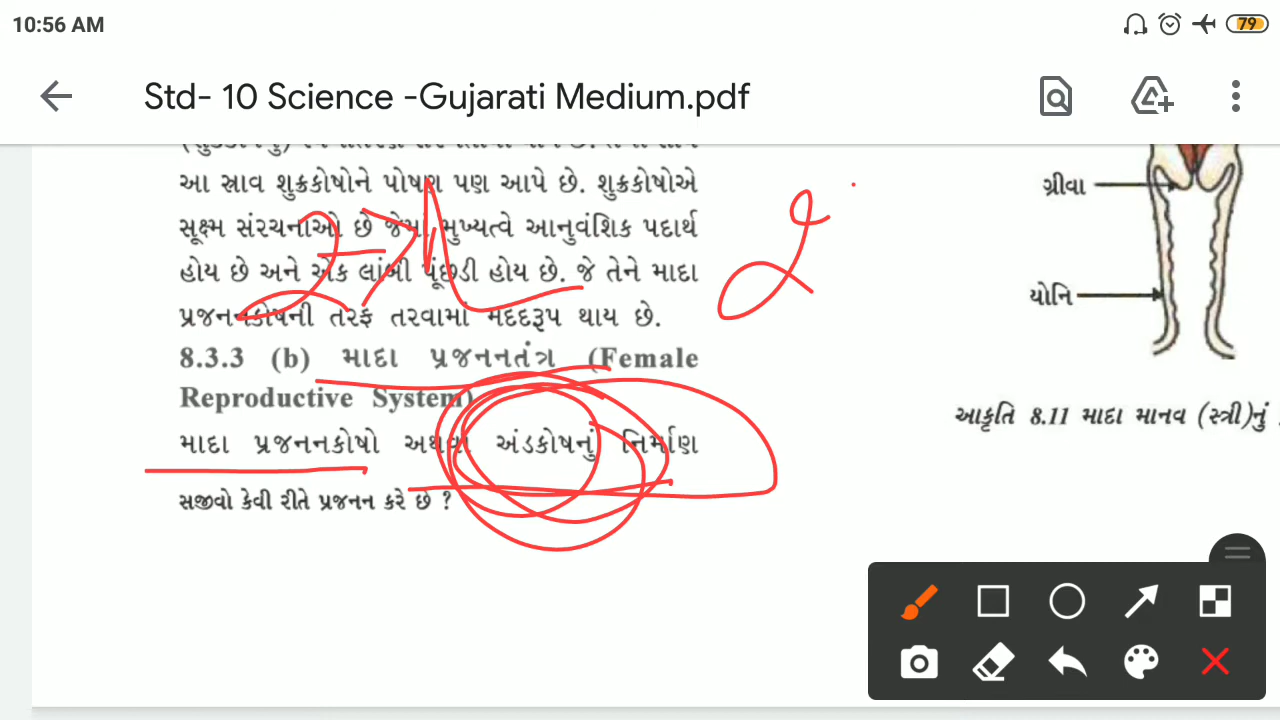 10:56 AM
79
Std- 10 Science -Gujarati Medium.pdf
આ સ્રાવ શુક્રકોષોને પોષણ પણ આપે છે. શુક્રકોષોએ
સૂક્ષ્મ સંરચનાઓ છે જેમાં મુખ્યત્વે આનુવંશિક પદાર્થ
હોય છે અને એક લાંબી પૂંછડી હોય છે. જે તેને માદા
પ્રજનનકોષની તરફ તરવામાં મદદરૂપ થાય છે.
8.3.3 (b) માદા પ્રજનનતંત્ર (Female
Reproductive System)
માદા પ્રજનનકોષો અથવા અંડકોષનું નિર્માણ
સજીવો કેવી રીતે પ્રજનન કરે છે ?
ગ્રીવા
યોનિ
આકૃતિ 8.11 માદા માનવ (સ્ત્રી)નું